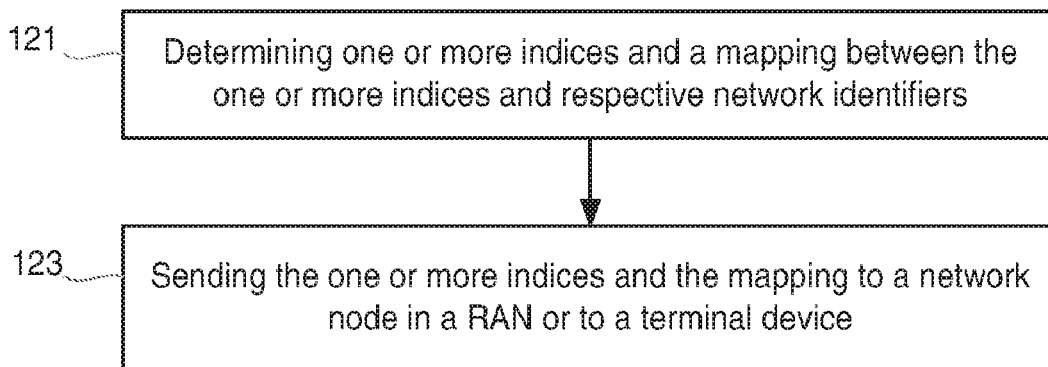 121
Determining one or more indices and a mapping between the
one or more indices and respective network identifiers
123
Sending the one or more indices and the mapping to a network
node in a RAN or to a terminal device